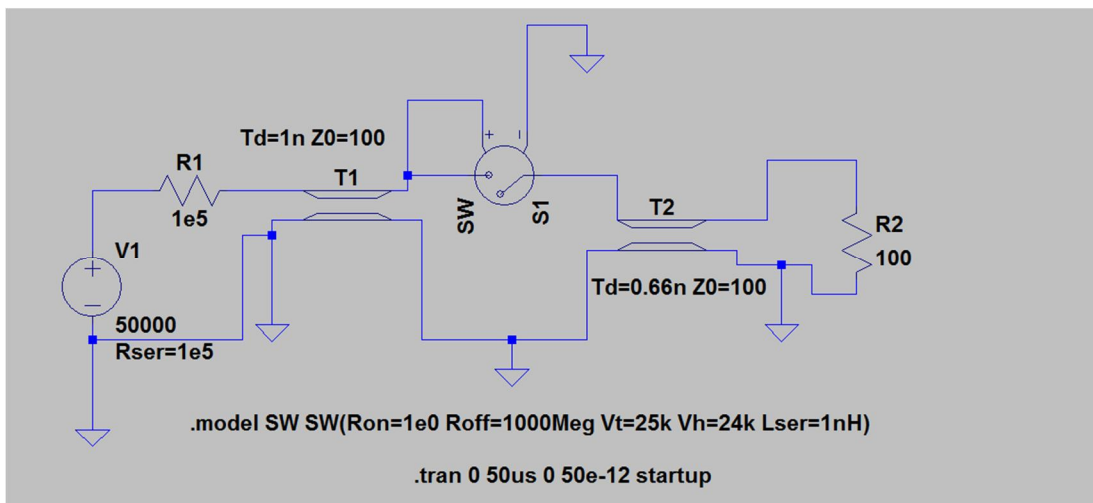 Td=1n Z0=100
+ −
R1
T1
1e5
SW
S1
T2
R2
100
V1
+
−
Td=0.66n Z0=100
50000
Rser=1e5
.model SW SW(Ron=1e0 Roff=1000Meg Vt=25k Vh=24k Lser=1nH)
.tran 0 50us 0 50e-12 startup